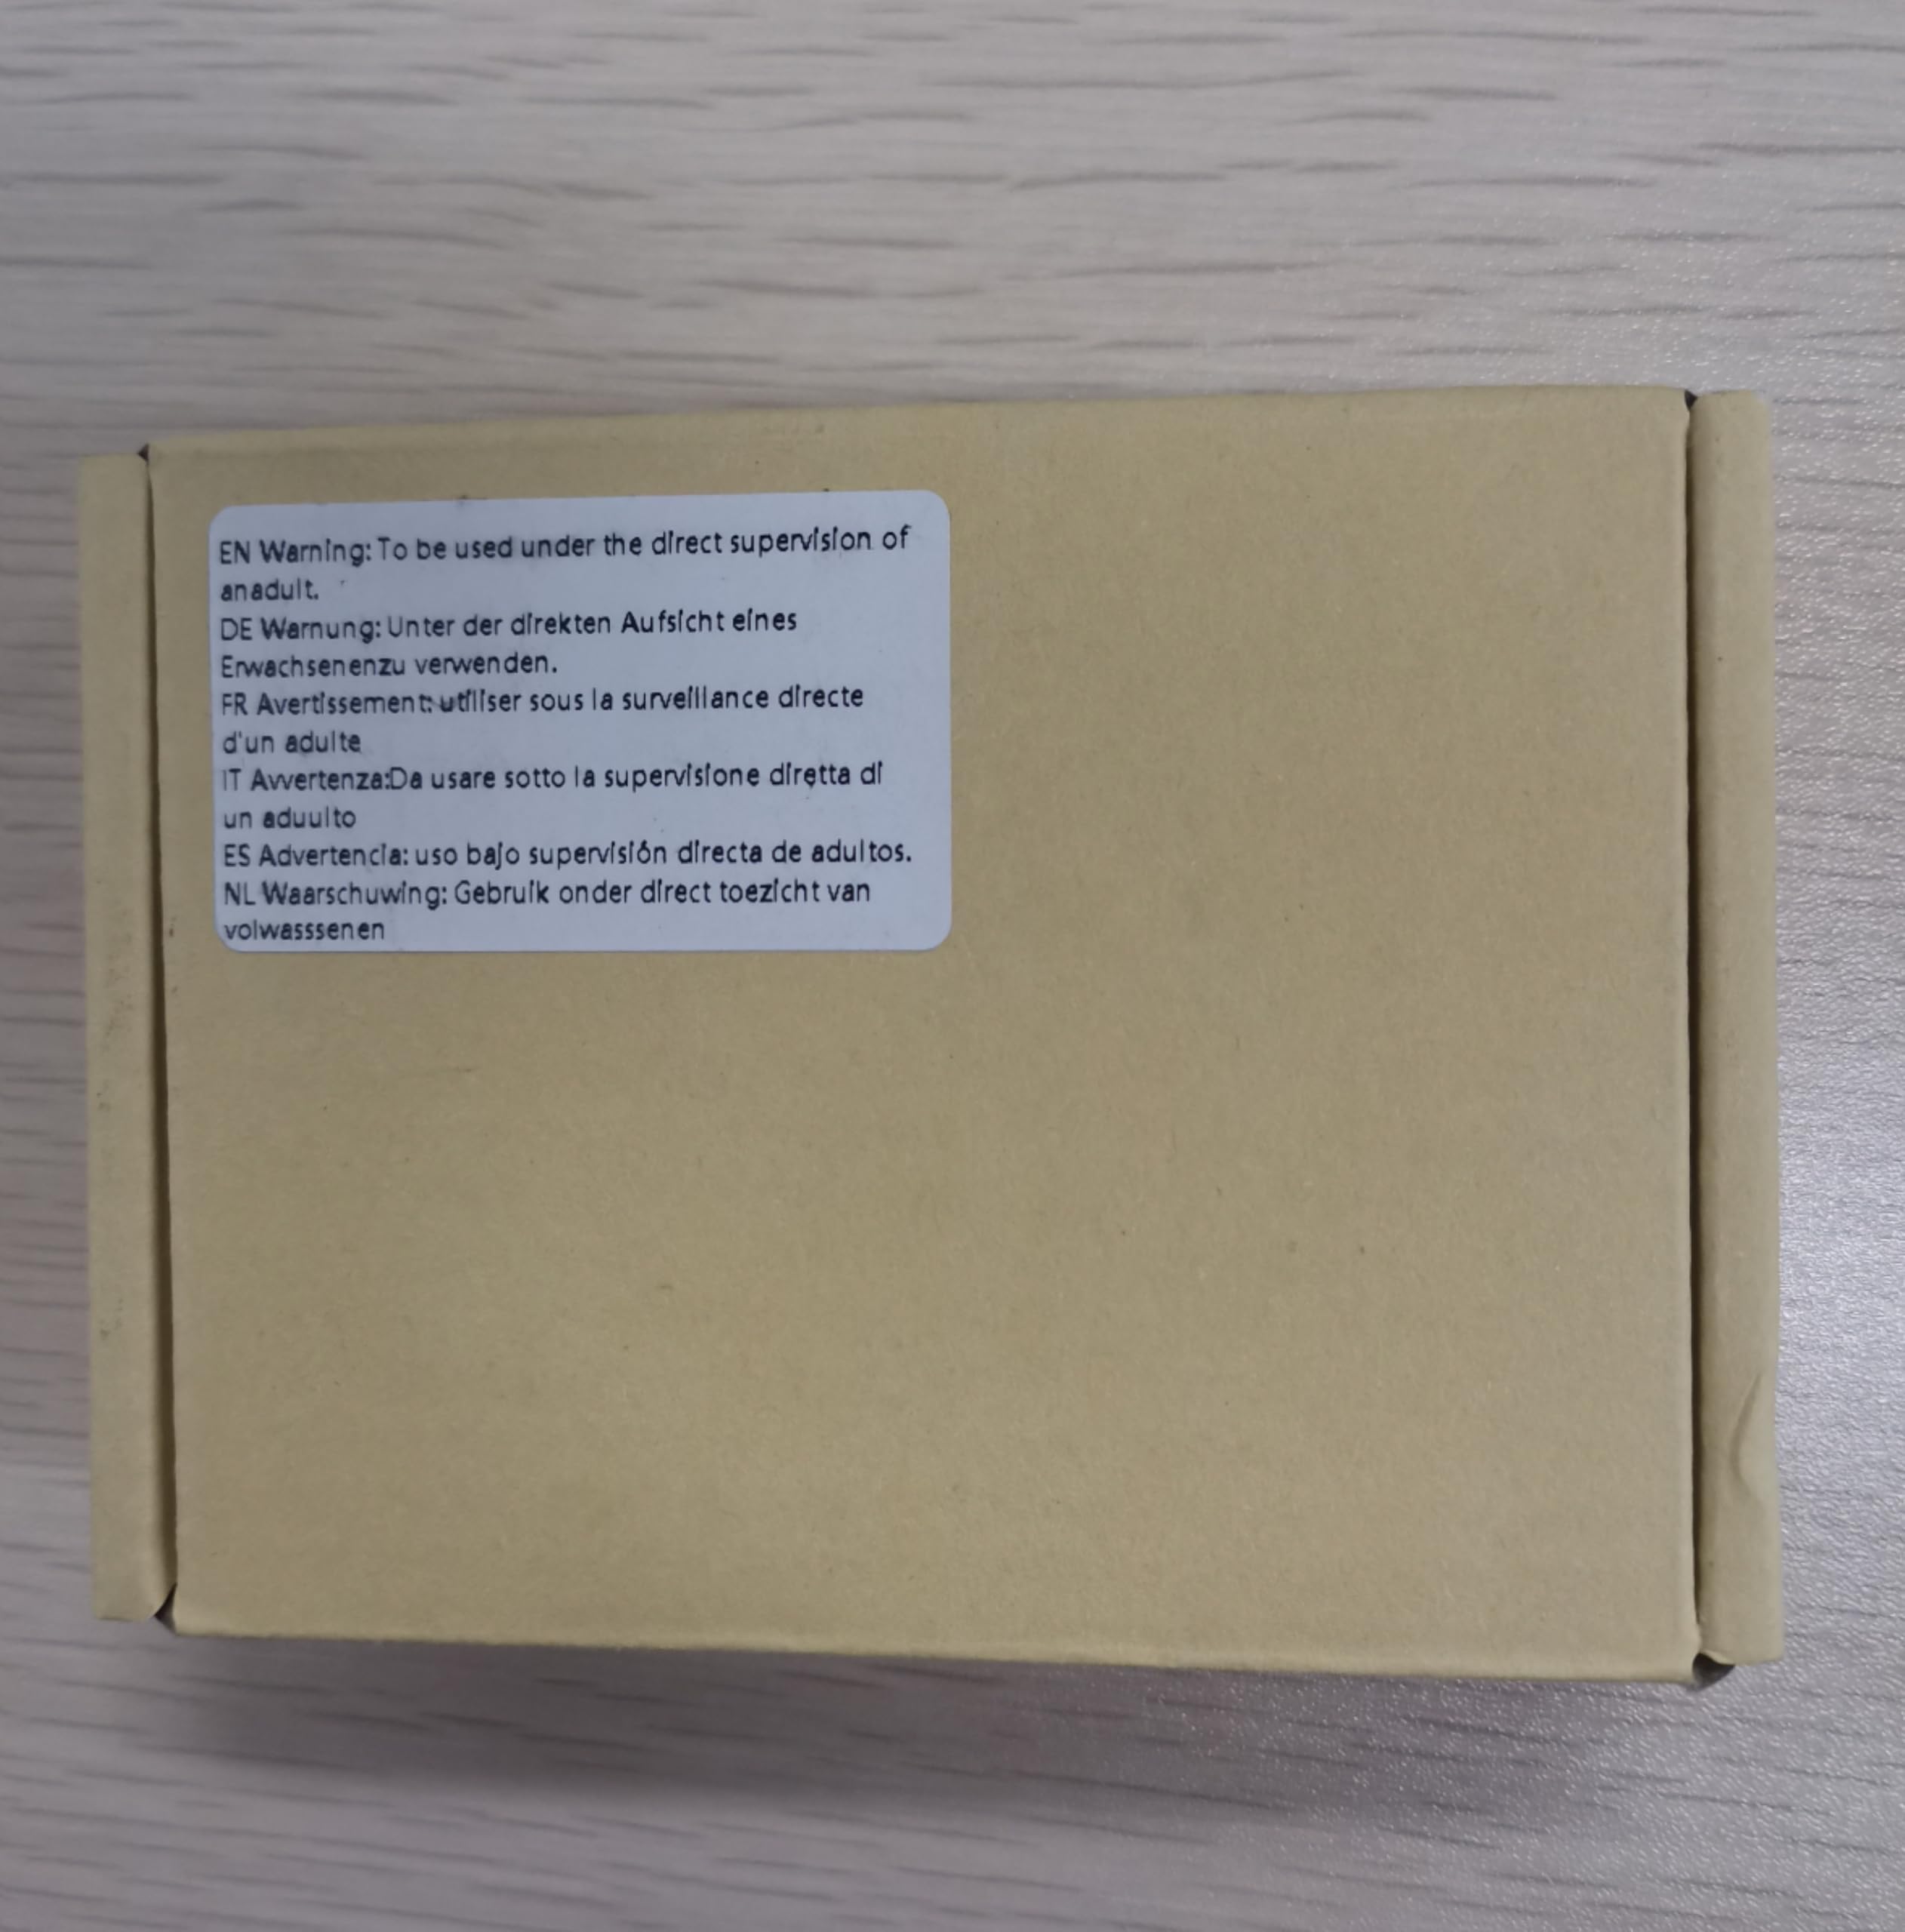 EN Warning: To be used under the direct supervision of
anadult.
DE Warnung: Unter der direkten Aufsicht eines
Erwachsenenzu verwenden.
FR Avertissement: utiliser sous la surveillance directe
d'un adulte
IT Avvertenza:Da usare sotto la supervisione diretta di
un aduulto
ES Advertencia: uso bajo supervisión directa de adultos.
NL Waarschuwing: Gebruik onder direct toezicht van
volwasssenen